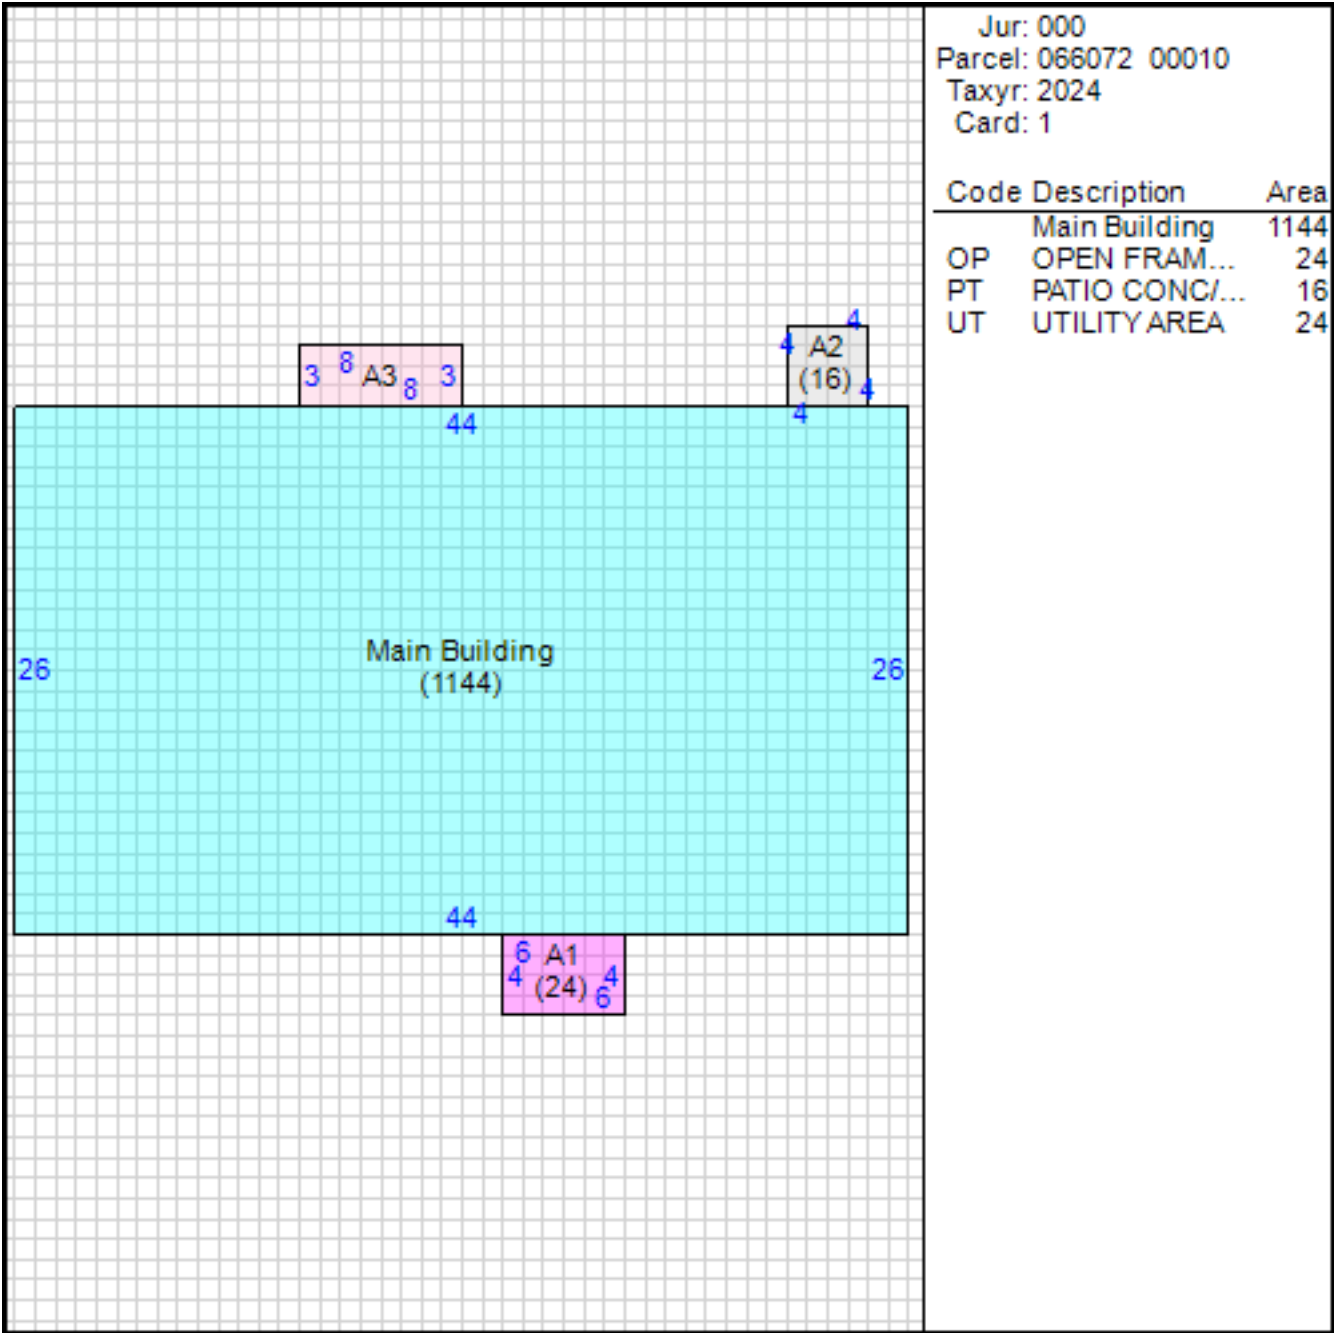 Jur: 000
Parcel: 066072 00010
Taxyr: 2024
Card: 1
Code Description Area
Main Building 1144
OP OPEN FRAM... 24
PT PATIO CONC/... 16
UT UTILITY AREA 24
4
4 A2
(16) 4
4
8
3 A3 3
8
44
Main Building
(1144)
26 26
44
6 A1
4 (24) 4
6